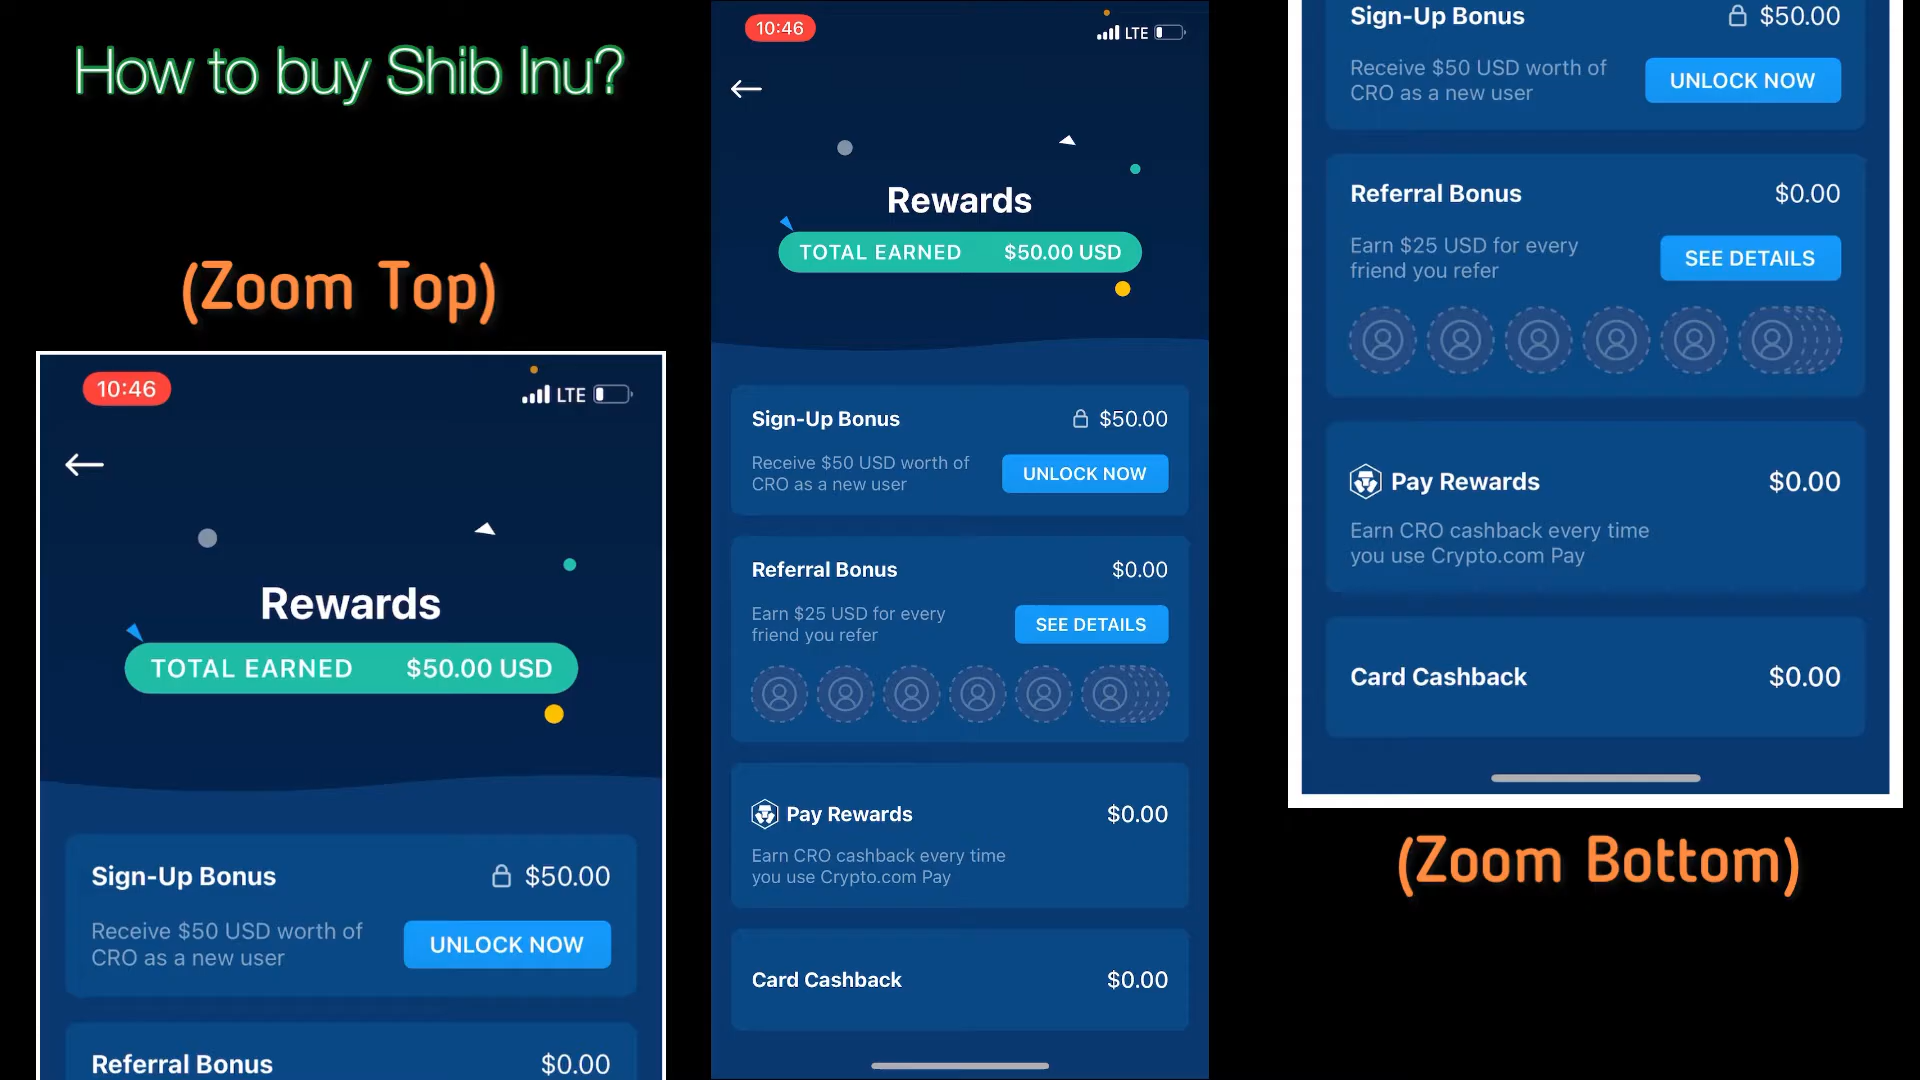 How to buy Shib Inu?
(Zoom Top)
10:46
LTE
Rewards
TOTAL EARNED $50.00 USD
Sign-Up Bonus $50.00
Receive $50 USD worth of
CRO as a new user
UNLOCK NOW
Referral Bonus $0.00
10:46
LTE
Rewards
TOTAL EARNED $50.00 USD
Sign-Up Bonus $50.00
Receive $50 USD worth of
CRO as a new user
UNLOCK NOW
Referral Bonus $0.00
Earn $25 USD for every
friend you refer
SEE DETAILS
Pay Rewards $0.00
Earn CRO cashback every time
you use Crypto.com Pay
Card Cashback $0.00
Sign-Up Bonus $50.00
Receive $50 USD worth of
CRO as a new user
UNLOCK NOW
Referral Bonus $0.00
Earn $25 USD for every
friend you refer
SEE DETAILS
Pay Rewards $0.00
Earn CRO cashback every time
you use Crypto.com Pay
Card Cashback $0.00
(Zoom Bottom)